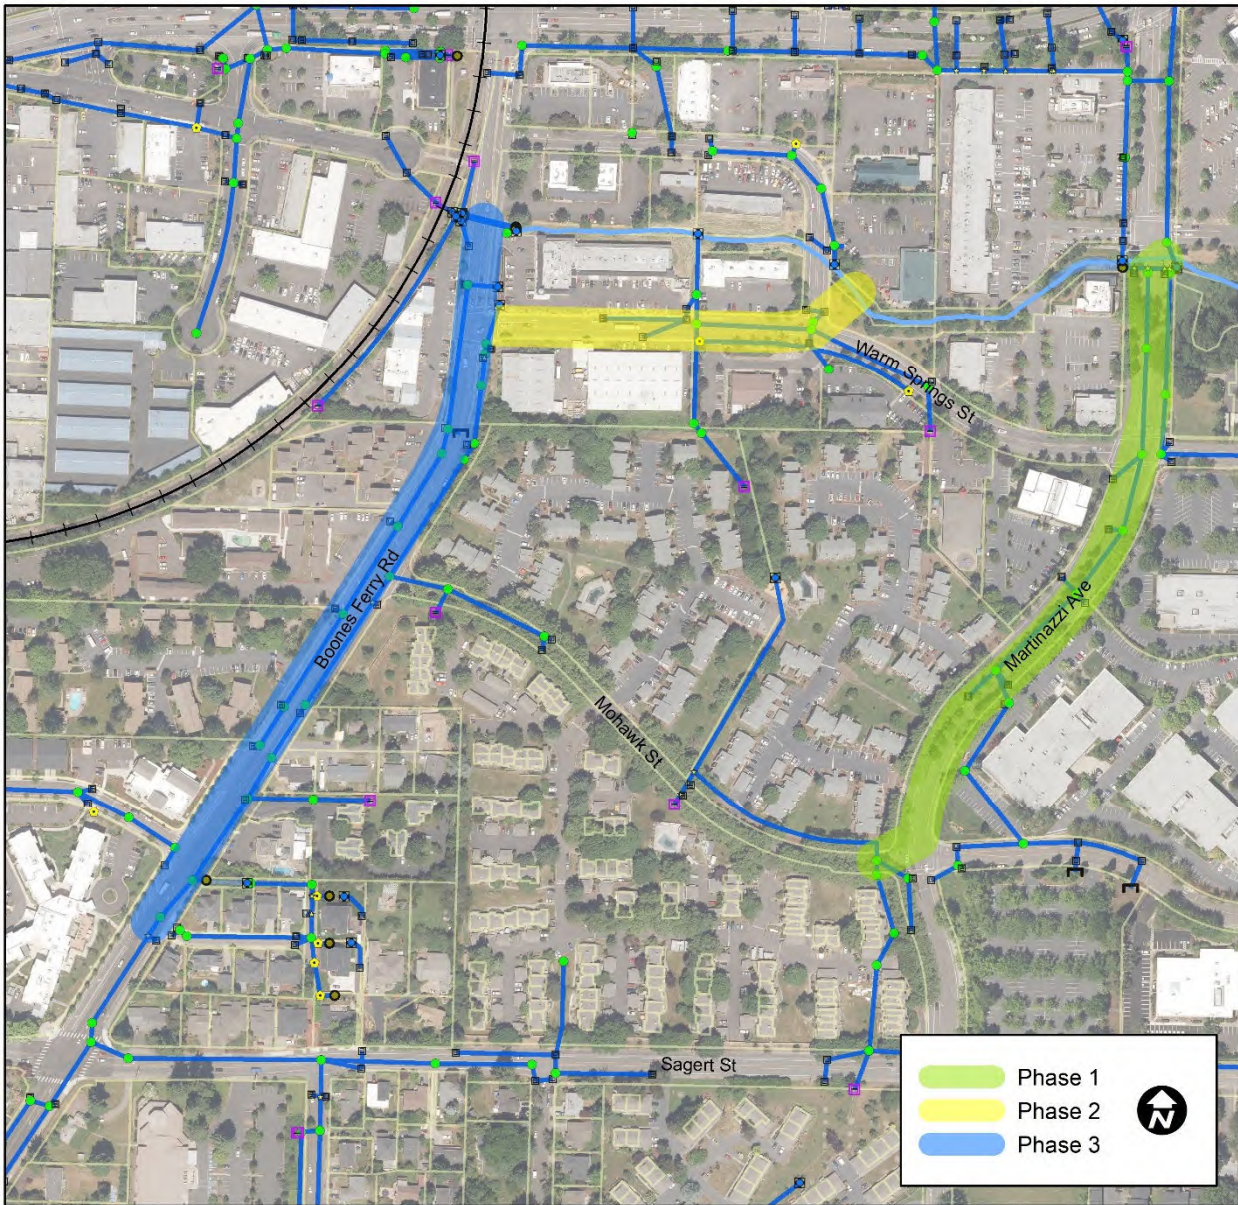 Warm Springs St
Boones Ferry Rd
Martinazzi Ave
Mohawk St
Sagert St
Phase 1
Phase 2
Phase 3
N